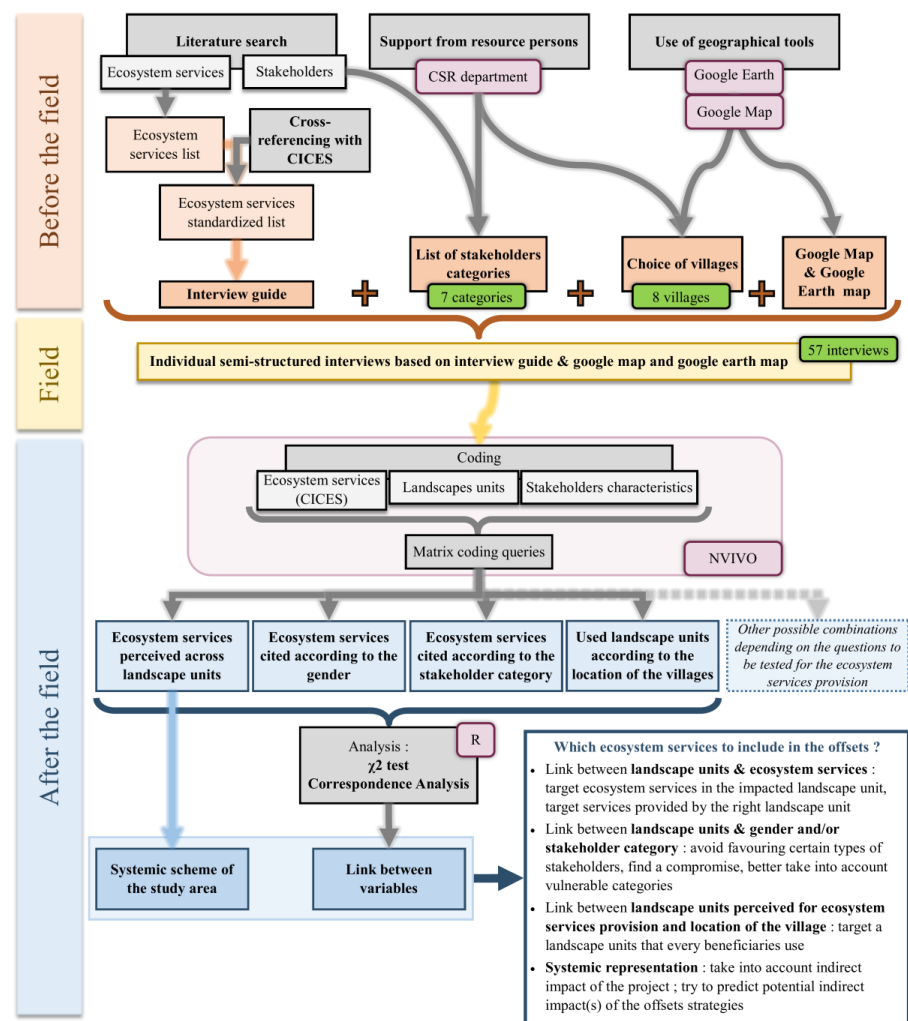 Before the field
Literature search
Ecosystem services
Stakeholders
Support from resource persons
CSR department
Use of geographical tools
Google Earth
Google Map
Ecosystem
services list
Cross-
referencing with
CICES
Ecosystem services
standardized list
Interview guide
+
List of stakeholders
categories
7 categories
+
Choice of villages
8 villages
+
Google Map
& Google
Earth map
Field
Individual semi-structured interviews based on interview guide & google map and google earth map
57 interviews
After the field
Coding
Ecosystem services
(CICES)
Landscapes units
Stakeholders characteristics
Matrix coding queries
NVIVO
Ecosystem services
perceived across
landscape units
Ecosystem services
cited according to the
gender
Ecosystem services
cited according to the
stakeholder category
Used landscape units
according to the
location of the villages
Other possible combinations
depending on the questions to
be tested for the ecosystem
services provision
Analysis :
χ2 test
Correspondence Analysis
R
Systemic scheme of
the study area
Link between
variables
Which ecosystem services to include in the offsets ?
• Link between landscape units & ecosystem services :
target ecosystem services in the impacted landscape unit,
target services provided by the right landscape unit
• Link between landscape units & gender and/or
stakeholder category : avoid favouring certain types of
stakeholders, find a compromise, better take into account
vulnerable categories
• Link between landscape units perceived for ecosystem
services provision and location of the village : target a
landscape units that every beneficiaries use
• Systemic representation : take into account indirect
impact of the project ; try to predict potential indirect
impact(s) of the offsets strategies